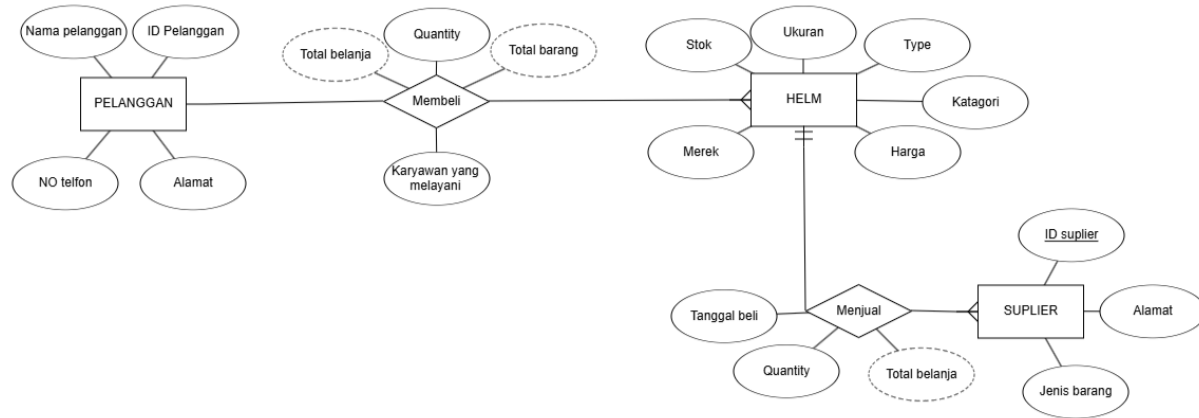 Nama pelanggan
ID Pelanggan
PELANGGAN
NO telfon
Alamat
Total belanja
Quantity
Total barang
Membeli
Karyawan yang
melayani
Stok
Ukuran
Type
HELM
Katagori
Merek
Harga
ID suplier
Tanggal beli
Menjual
SUPLIER
Alamat
Quantity
Total belanja
Jenis barang